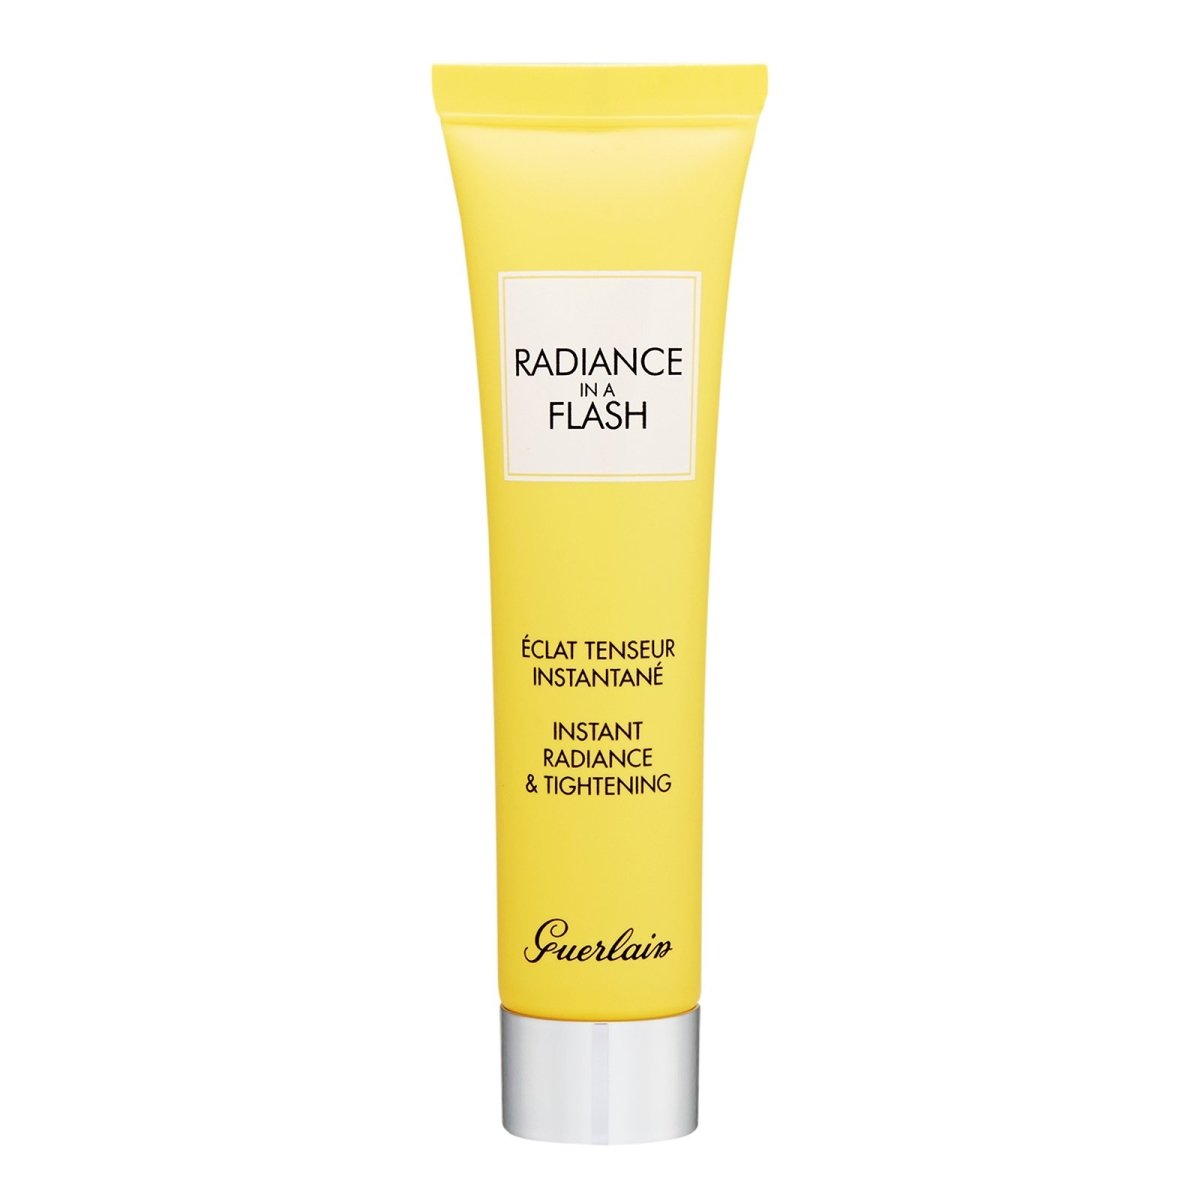 RADIANCE
IN A
FLASH
ÉCLAT TENSEUR
INSTANTANÉ
INSTANT
RADIANCE
& TIGHTENING
Guerlain